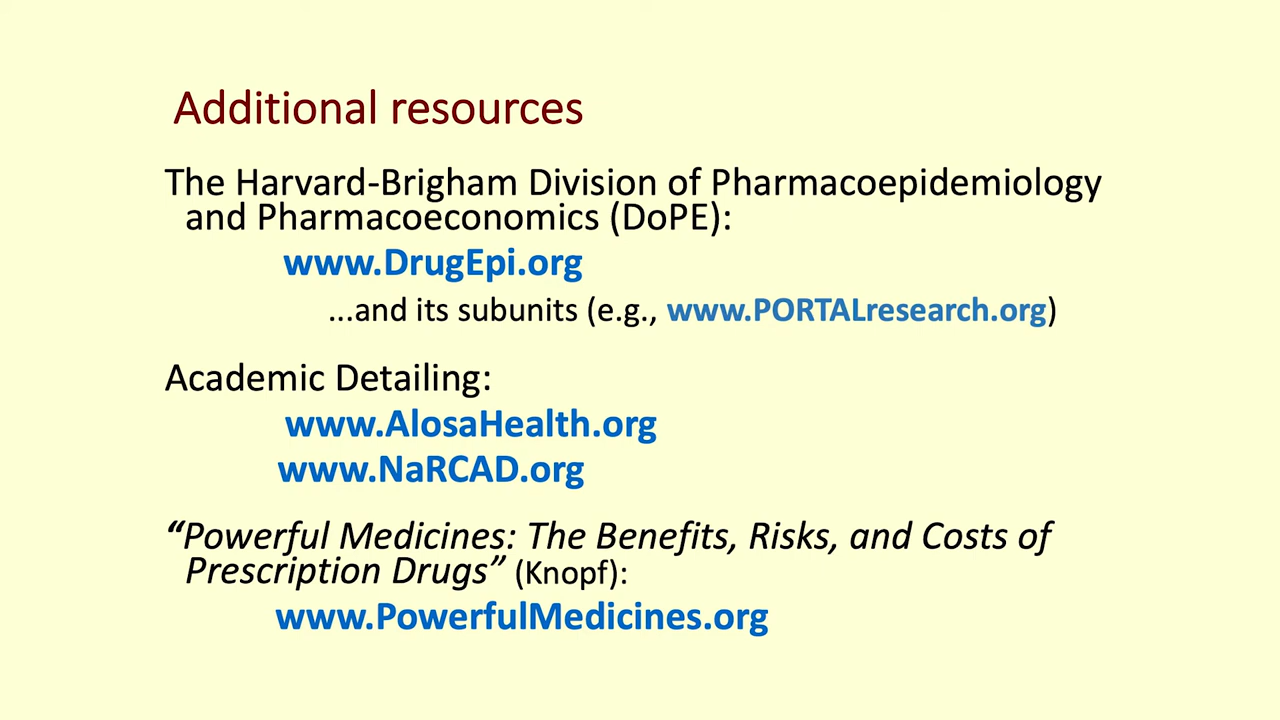 Additional resources
The Harvard-Brigham Division of Pharmacoepidemiology
and Pharmacoeconomics (DoPE):
www.DrugEpi.org
...and its subunits (e.g., www.PORTALresearch.org)
Academic Detailing:
www.AlosaHealth.org
www.NaRCAD.org
“Powerful Medicines: The Benefits, Risks, and Costs of
Prescription Drugs” (Knopf):
www.PowerfulMedicines.org